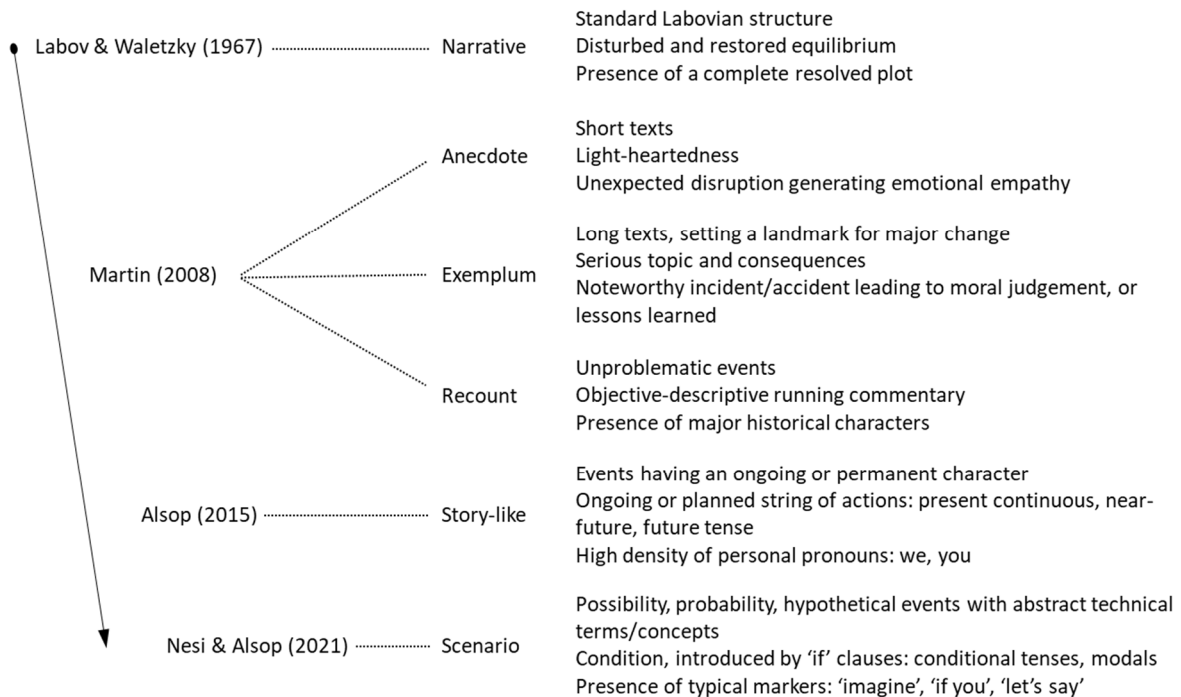 Standard Labovian structure
Labov & Waletzky (1967) Narrative Disturbed and restored equilibrium
Presence of a complete resolved plot
Short texts
Anecdote Light-heartedness
Unexpected disruption generating emotional empathy
Long texts, setting a landmark for major change
Serious topic and consequences
Martin (2008) Exemplum Noteworthy incident/accident leading to moral judgement, or
lessons learned
Unproblematic events
Recount Objective-descriptive running commentary
Presence of major historical characters
Events having an ongoing or permanent character
Alsop (2015) Story-like Ongoing or planned string of actions: present continuous, near-
future, future tense
High density of personal pronouns: we, you
Possibility, probability, hypothetical events with abstract technical
terms/concepts
Nesi & Alsop (2021) Scenario Condition, introduced by ‘if’ clauses: conditional tenses, modals
Presence of typical markers: ‘imagine’, ‘if you’, ‘let’s say’